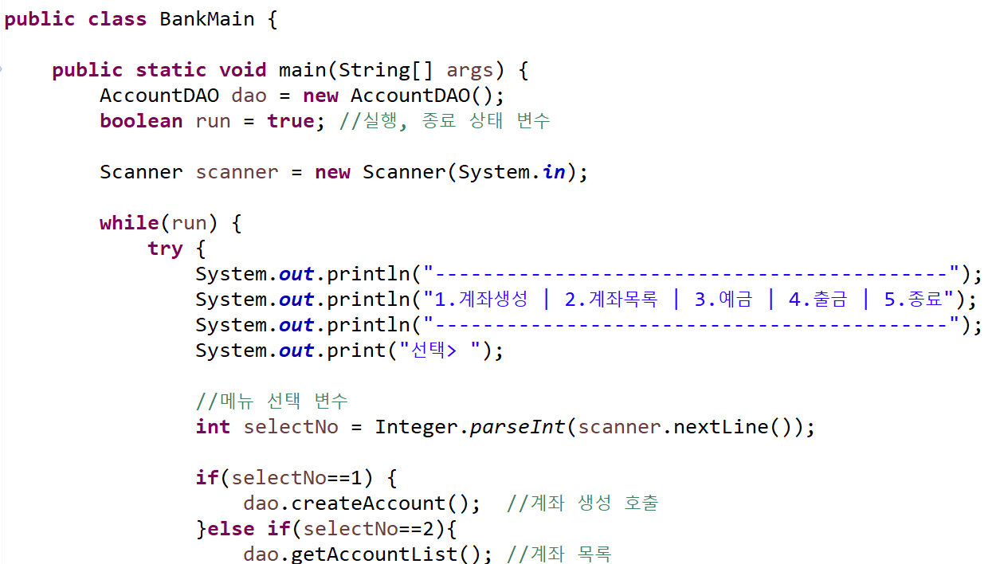 public class BankMain {
    public static void main(String[] args) {
        AccountDAO dao = new AccountDAO();
        boolean run = true; //실행, 종료 상태 변수
        Scanner scanner = new Scanner(System.in);
        while(run) {
            try {
                System.out.println("-------------------------------------------");
                System.out.println("1.계좌생성 | 2.계좌목록 | 3.예금 | 4.출금 | 5.종료");
                System.out.println("-------------------------------------------");
                System.out.print("선택> ");
                //메뉴 선택 변수
                int selectNo = Integer.parseInt(scanner.nextLine());
                if(selectNo==1) {
                    dao.createAccount();  //계좌 생성 호출
                }else if(selectNo==2){
                    dao.getAccountList(); //계좌 목록